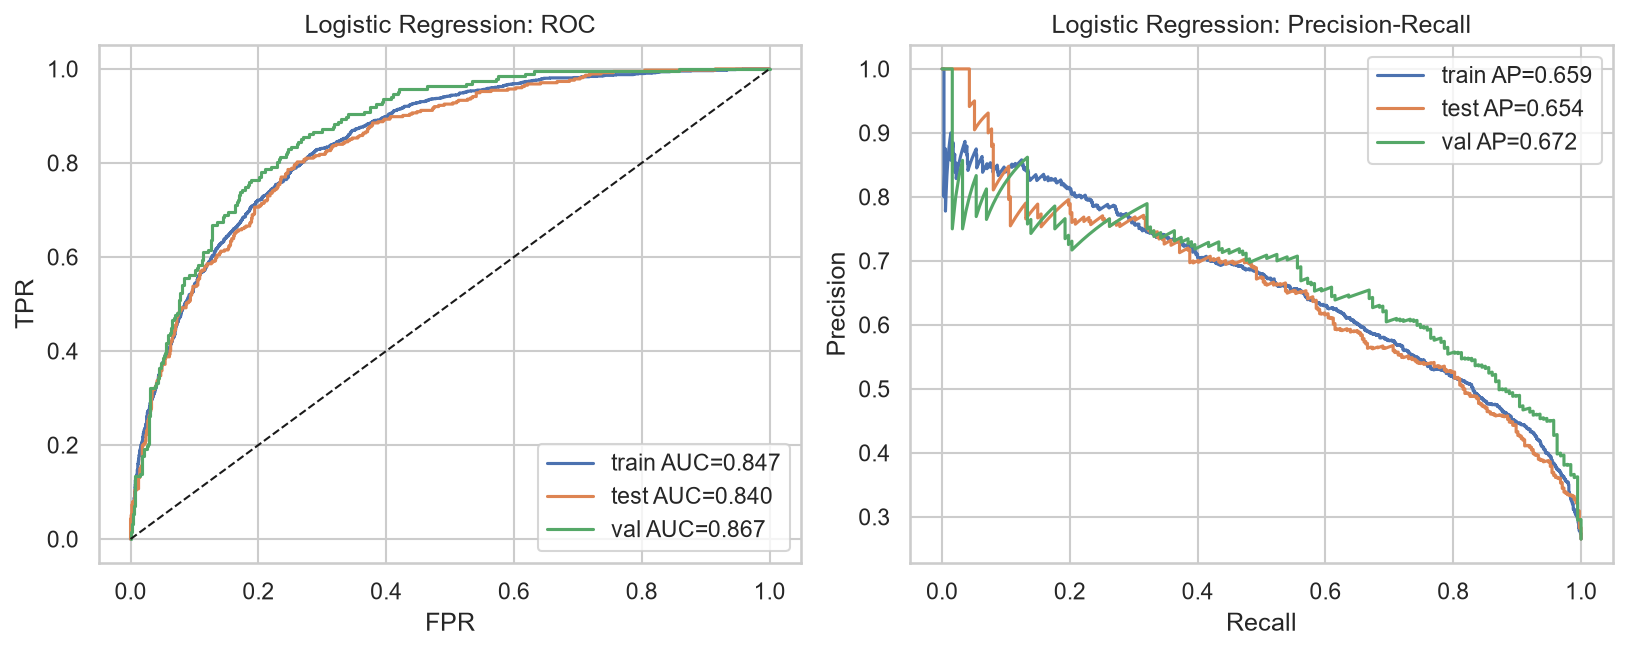 Logistic Regression: ROC
1.0
0.8
0.6
0.4
0.2
0.0
TPR
train AUC=0.847
test AUC=0.840
val AUC=0.867
0.0 0.2 0.4 0.6 0.8 1.0
FPR
Logistic Regression: Precision-Recall
1.0
0.9
0.8
0.7
0.6
0.5
0.4
0.3
Precision
train AP=0.659
test AP=0.654
val AP=0.672
0.0 0.2 0.4 0.6 0.8 1.0
Recall